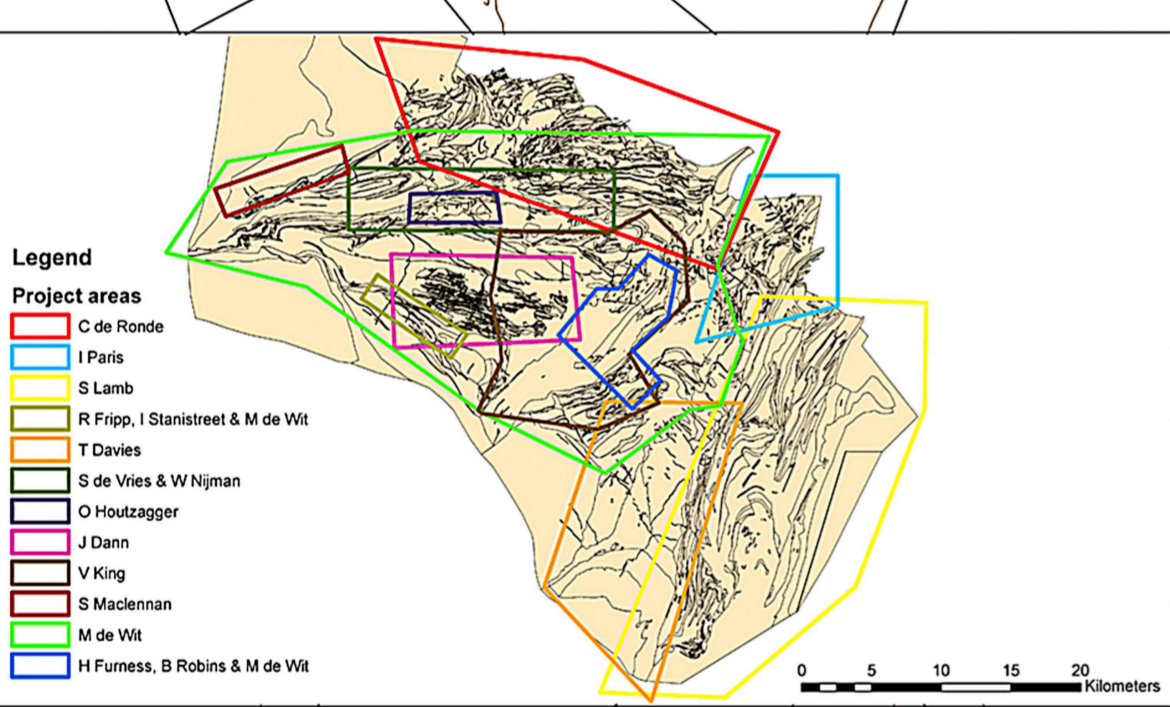 Legend
Project areas
C de Ronde
I Paris
S Lamb
R Fripp, I Stanistreet & M de Wit
T Davies
S de Vries & W Nijman
O Houtzagger
J Dann
V King
S Maclennan
M de Wit
H Furness, B Robins & M de Wit
0 5 10 15 20
Kilometers